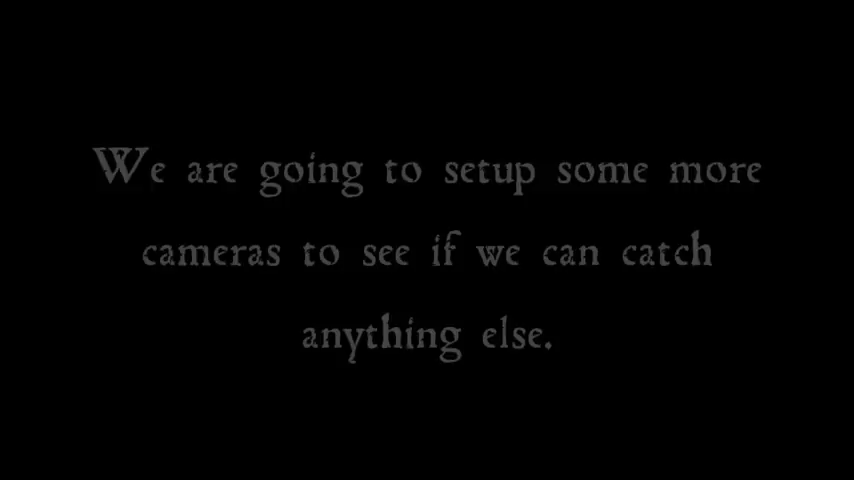 We are going to setup some more
cameras to see if we can catch
anything else.